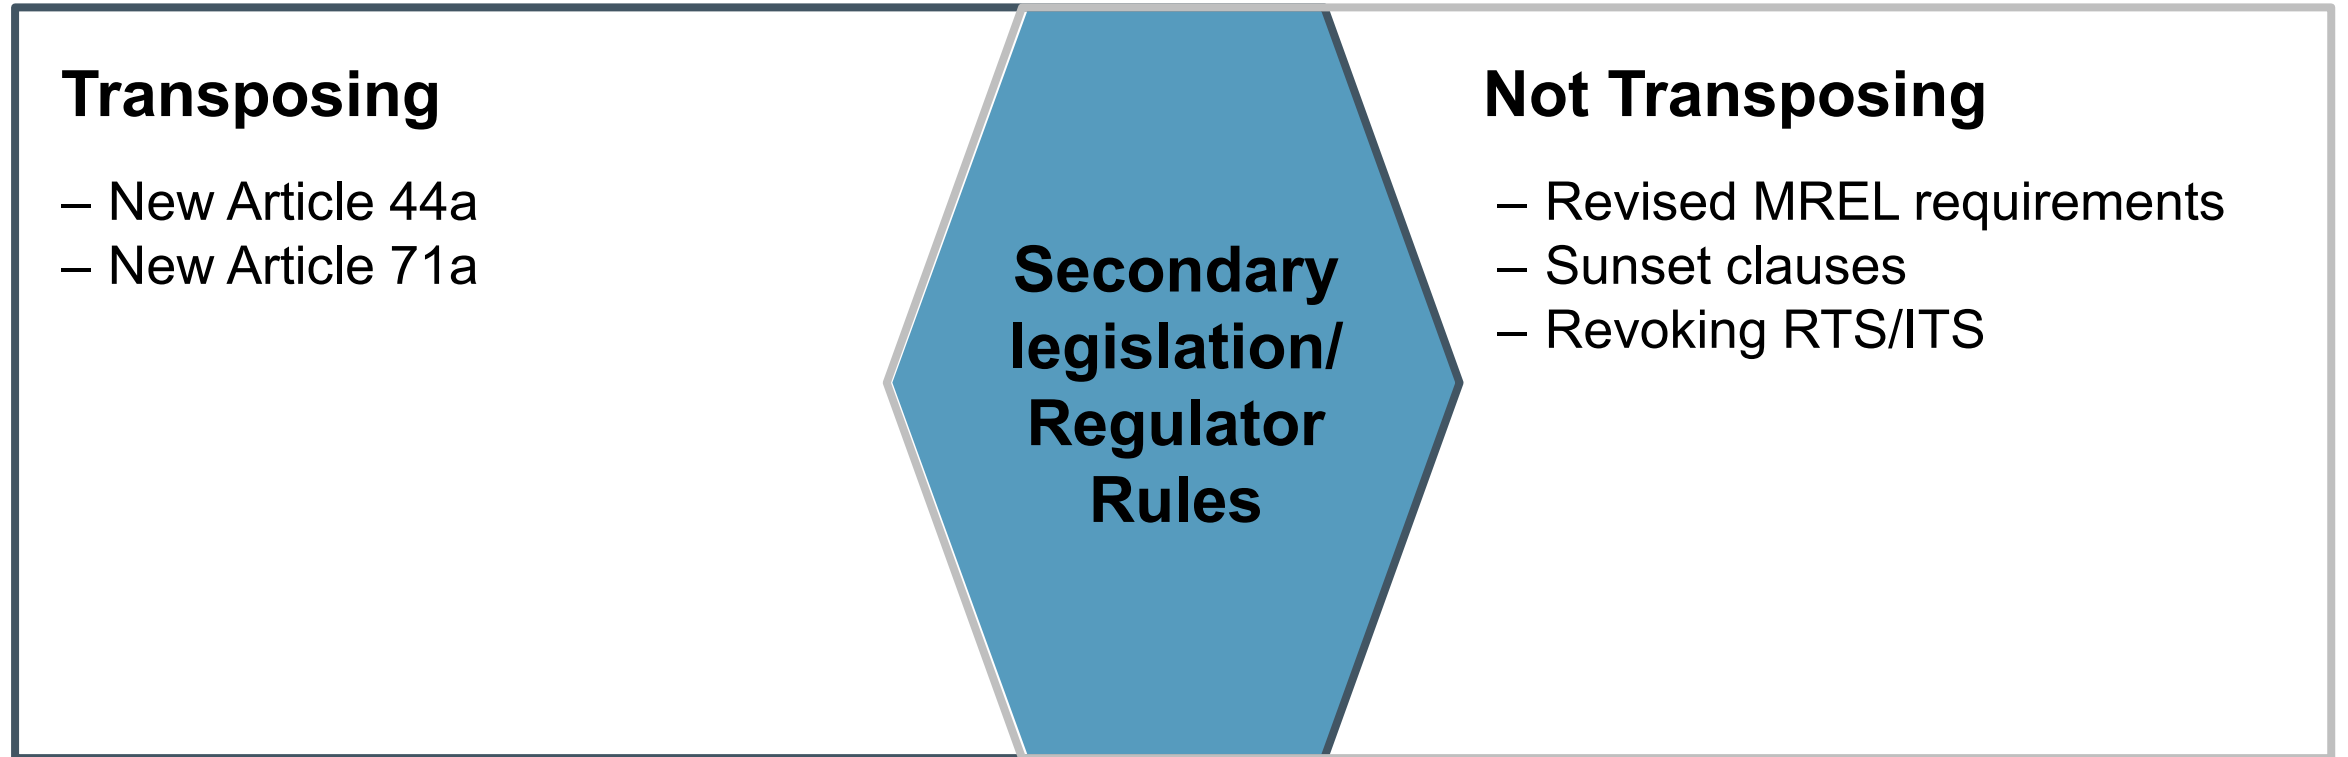 Transposing
– New Article 44a
– New Article 71a
Secondary
legislation/
Regulator
Rules
Not Transposing
– Revised MREL requirements
– Sunset clauses
– Revoking RTS/ITS